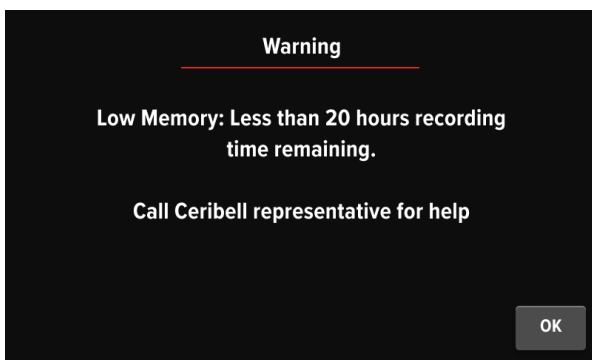 Warning
Low Memory: Less than 20 hours recording
time remaining.
Call Ceribell representative for help
OK